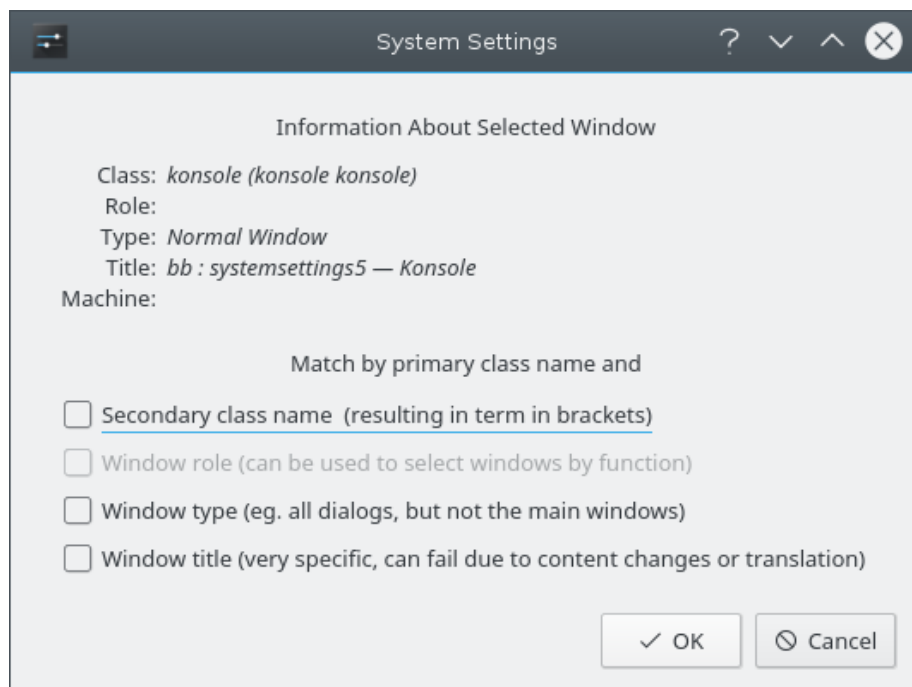 System Settings
Information About Selected Window
Class: konsole (konsole konsole)
Role:
Type: Normal Window
Title: bb : systemsettings5 — Konsole
Machine:
Match by primary class name and
Secondary class name  (resulting in term in brackets)
Window role (can be used to select windows by function)
Window type (eg. all dialogs, but not the main windows)
Window title (very specific, can fail due to content changes or translation)
OK Cancel